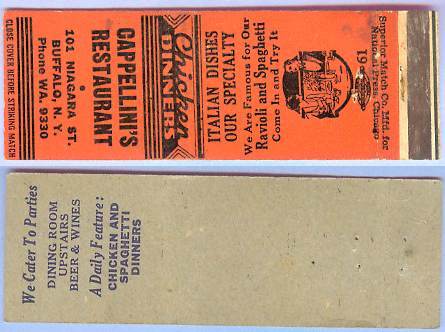 Superior Match Co. Mfd. for
National Press, Chicago
ITALIAN DISHES
OUR SPECIALTY
We Are Famous for Our
Ravioli and Spaghetti
Come In and Try It
Chicken
DINNERS
CAPPELLINI'S
RESTAURANT
101 NIAGARA ST.
BUFFALO, N. Y.
Phone WA. 9330
CLOSE COVER BEFORE STRIKING MATCH
We Cater To Parties
DINING ROOM
UPSTAIRS
BEER & WINES
A Daily Feature:
CHICKEN AND
SPAGHETTI
DINNERS